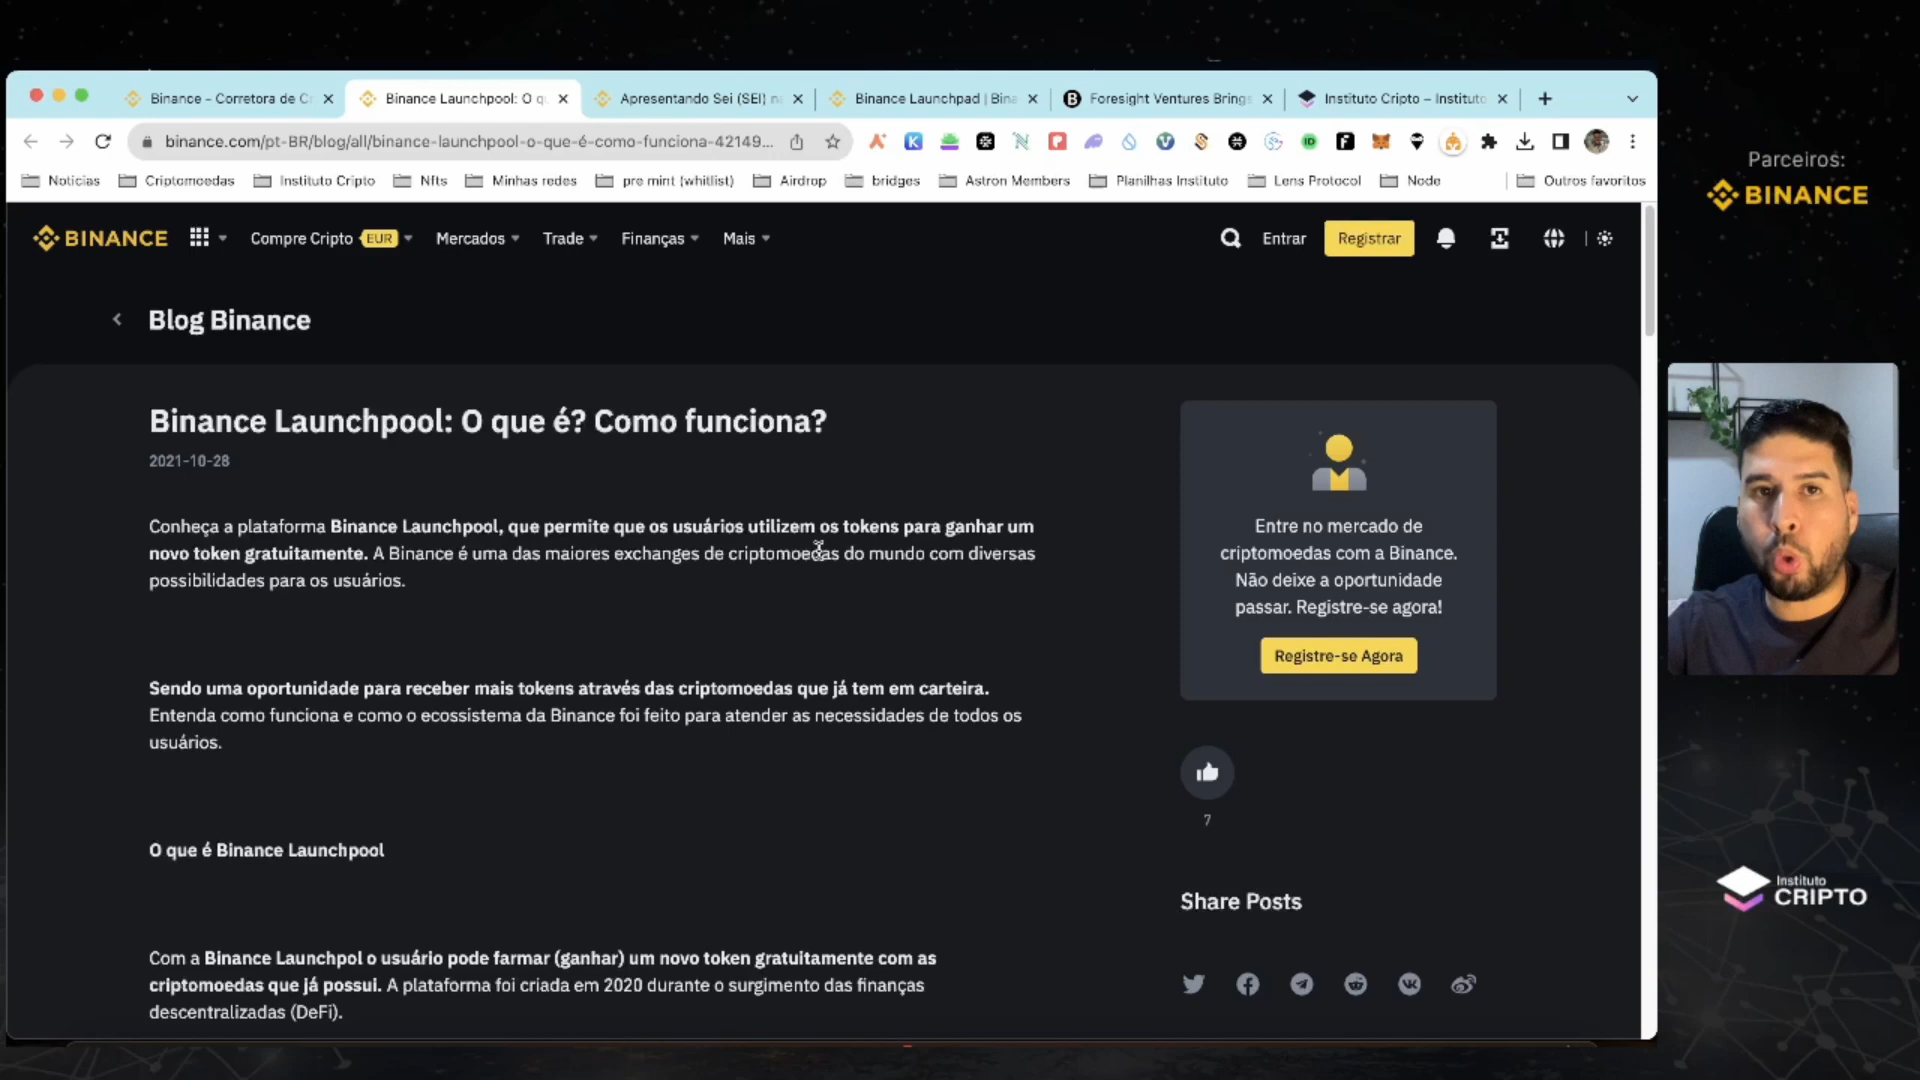 Binance – Corretora de Cr
Binance Launchpool: O qu
Apresentando Sei (SEI) n
Binance Launchpad | Bina
Foresight Ventures Brings
Instituto Cripto – Instituto
binance.com/pt-BR/blog/all/binance-launchpool-o-que-é-como-funciona-42149...
Noticias
Criptomoedas
Instituto Cripto
Nfts
Minhas redes
pre mint (whitlist)
Airdrop
bridges
Astron Members
Planilhas Instituto
Lens Protocol
Node
Outros favoritos
Parceiros:
BINANCE
BINANCE
Compre Cripto EUR
Mercados
Trade
Finanças
Mais
Entrar
Registrar
Blog Binance
Binance Launchpool: O que é? Como funciona?
2021-10-28
Conheça a plataforma Binance Launchpool, que permite que os usuários utilizem os tokens para ganhar um
novo token gratuitamente. A Binance é uma das maiores exchanges de criptomoedas do mundo com diversas
possibilidades para os usuários.
Sendo uma oportunidade para receber mais tokens através das criptomoedas que já tem em carteira.
Entenda como funciona e como o ecossistema da Binance foi feito para atender as necessidades de todos os
usuários.
O que é Binance Launchpool
Com a Binance Launchpol o usuário pode farmar (ganhar) um novo token gratuitamente com as
criptomoedas que já possui. A plataforma foi criada em 2020 durante o surgimento das finanças
descentralizadas (DeFi).
Entre no mercado de
criptomoedas com a Binance.
Não deixe a oportunidade
passar. Registre-se agora!
Registre-se Agora
7
Share Posts
Instituto
CRIPTO